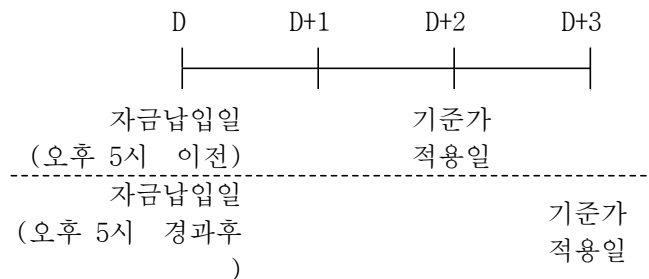 D D+1 D+2 D+3
자금납입일 기준가
(오후 5시 이전) 적용일
자금납입일
(오후 5시 경과후
)
기준가
적용일